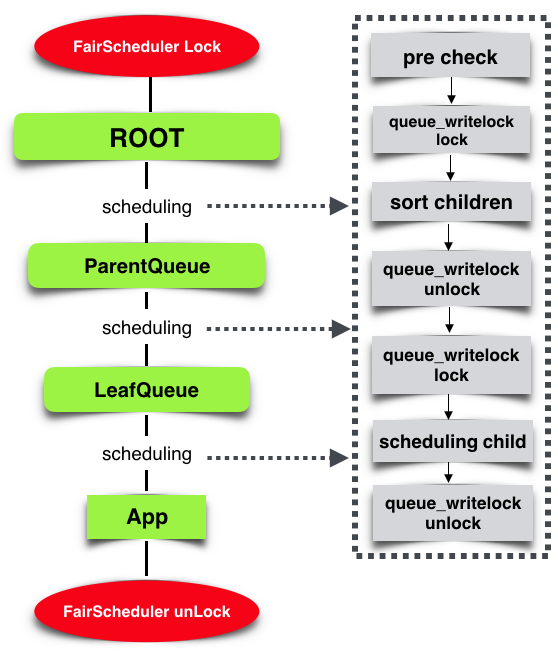 FairScheduler Lock
ROOT
scheduling
ParentQueue
scheduling
LeafQueue
scheduling
App
FairScheduler unLock
pre check
queue_writelock
lock
sort children
queue_writelock
unlock
queue_writelock
lock
scheduling child
queue_writelock
unlock